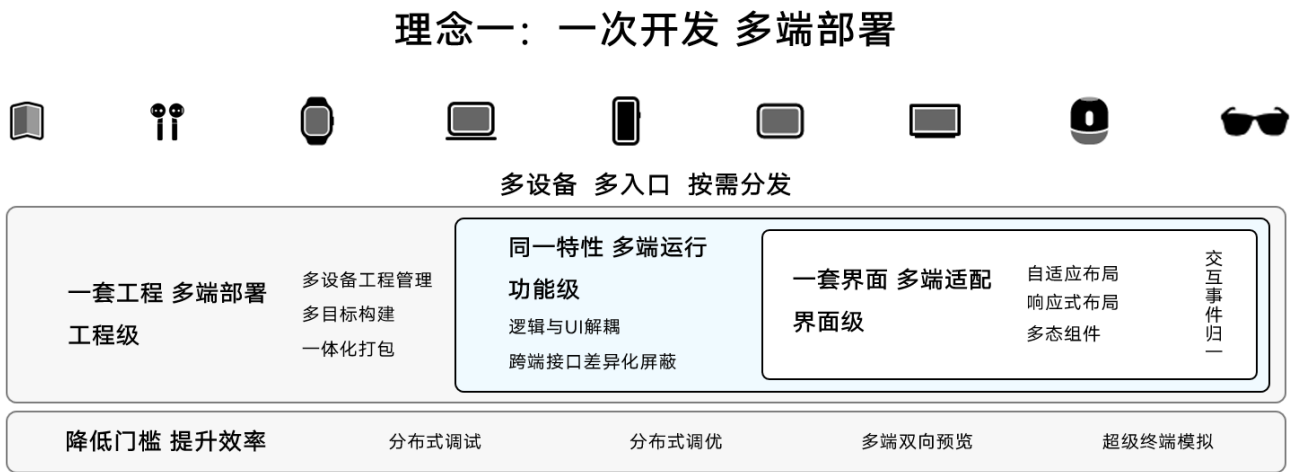 理念一：一次开发 多端部署
多设备 多入口 按需分发
一套工程 多端部署
工程级
多设备工程管理
多目标构建
一体化打包
同一特性 多端运行
功能级
逻辑与UI解耦
跨端接口差异化屏蔽
一套界面 多端适配
界面级
自适应布局
响应式布局
多态组件
交互事件归一
降低门槛 提升效率
分布式调试
分布式调优
多端双向预览
超级终端模拟